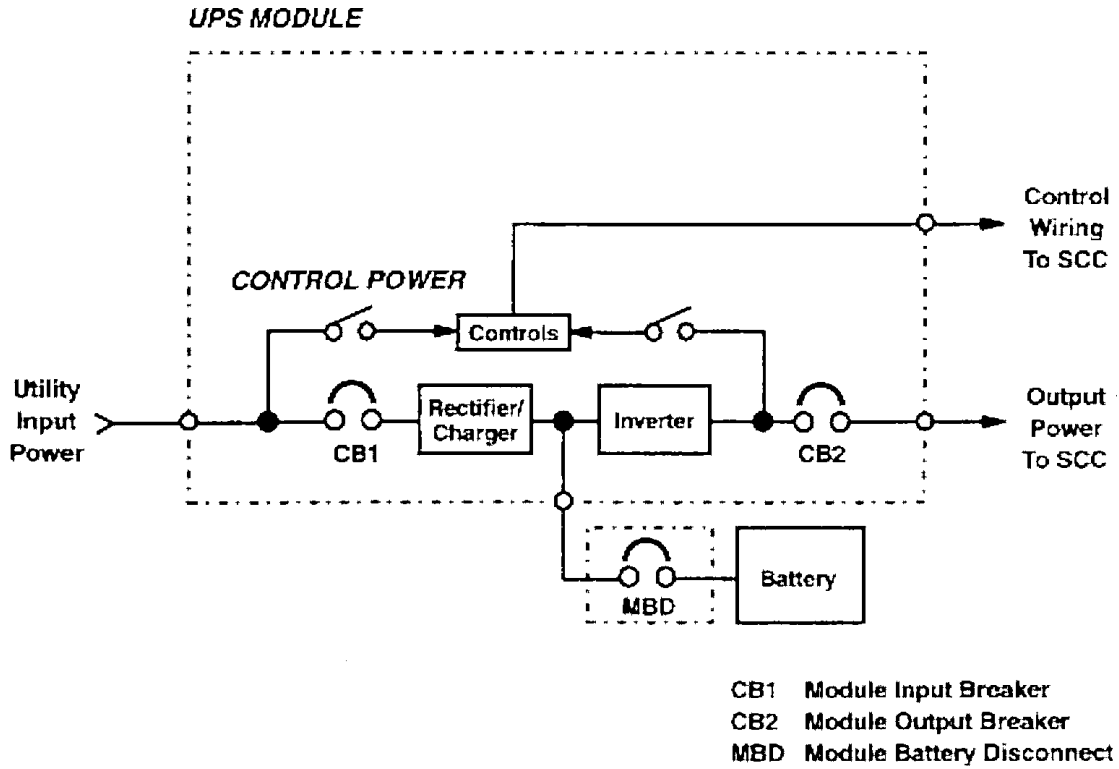 UPS MODULE
Control
Wiring
To SCC
CONTROL POWER
Controls
Utility
Input
Power
CB1
Rectifier/
Charger
Inverter
CB2
Output
Power
To SCC
MBD
Battery
CB1 Module Input Breaker
CB2 Module Output Breaker
MBD Module Battery Disconnect